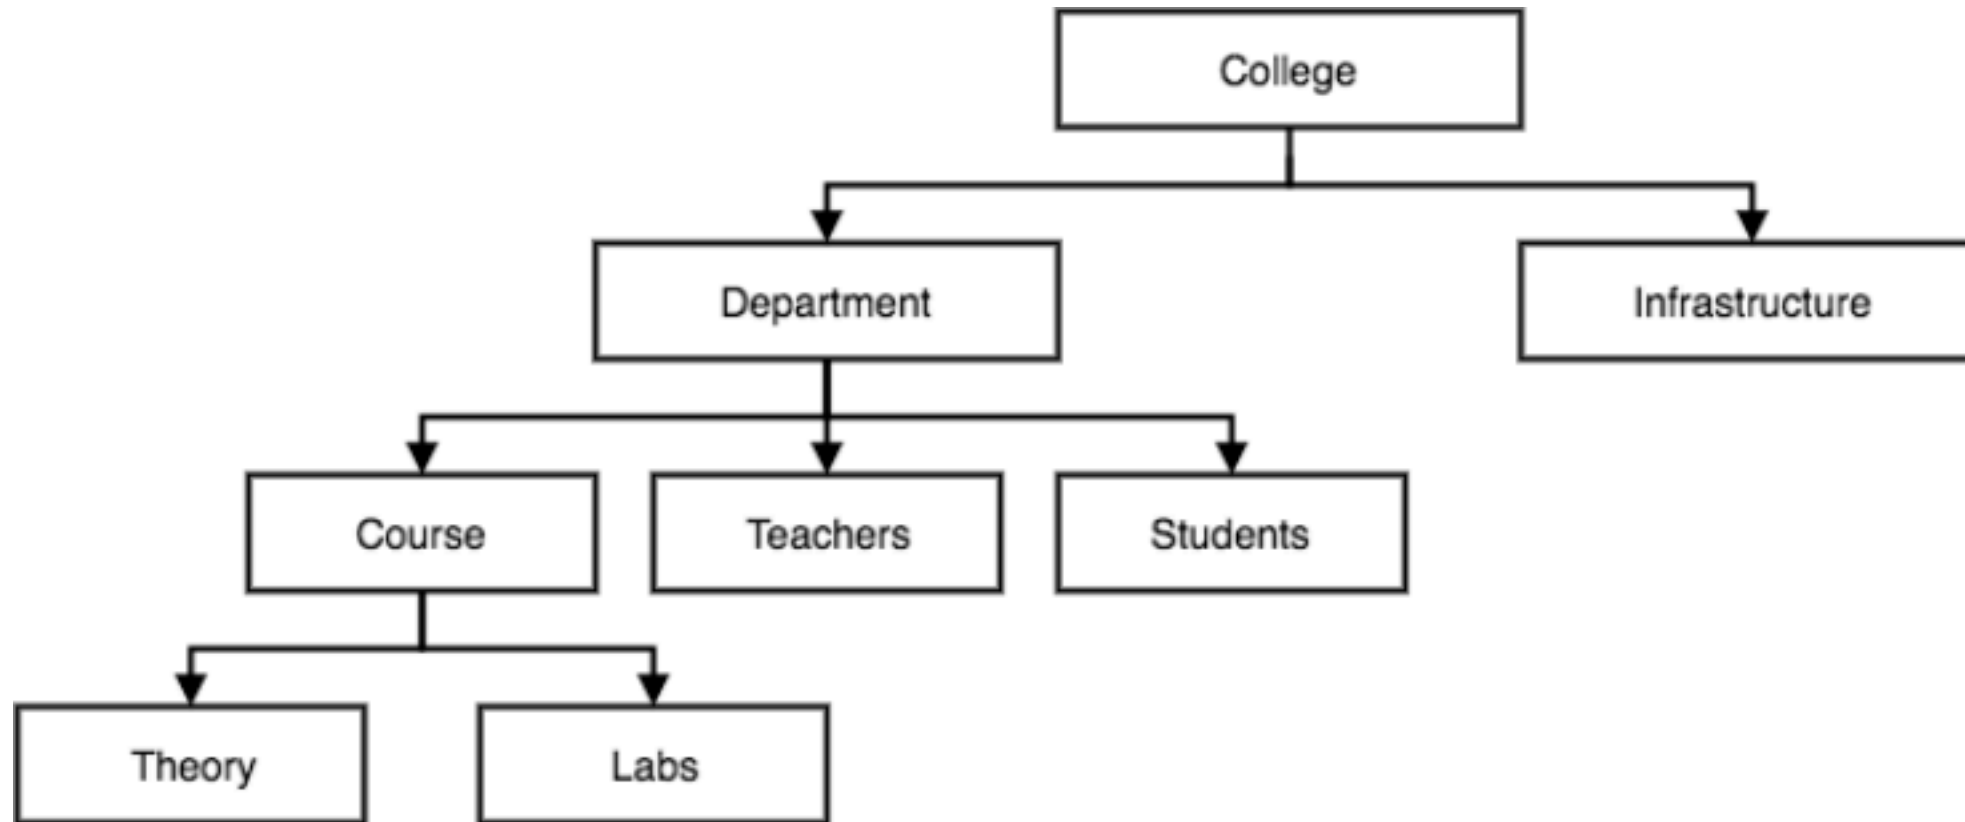 College
Department
Infrastructure
Course
Teachers
Students
Theory
Labs